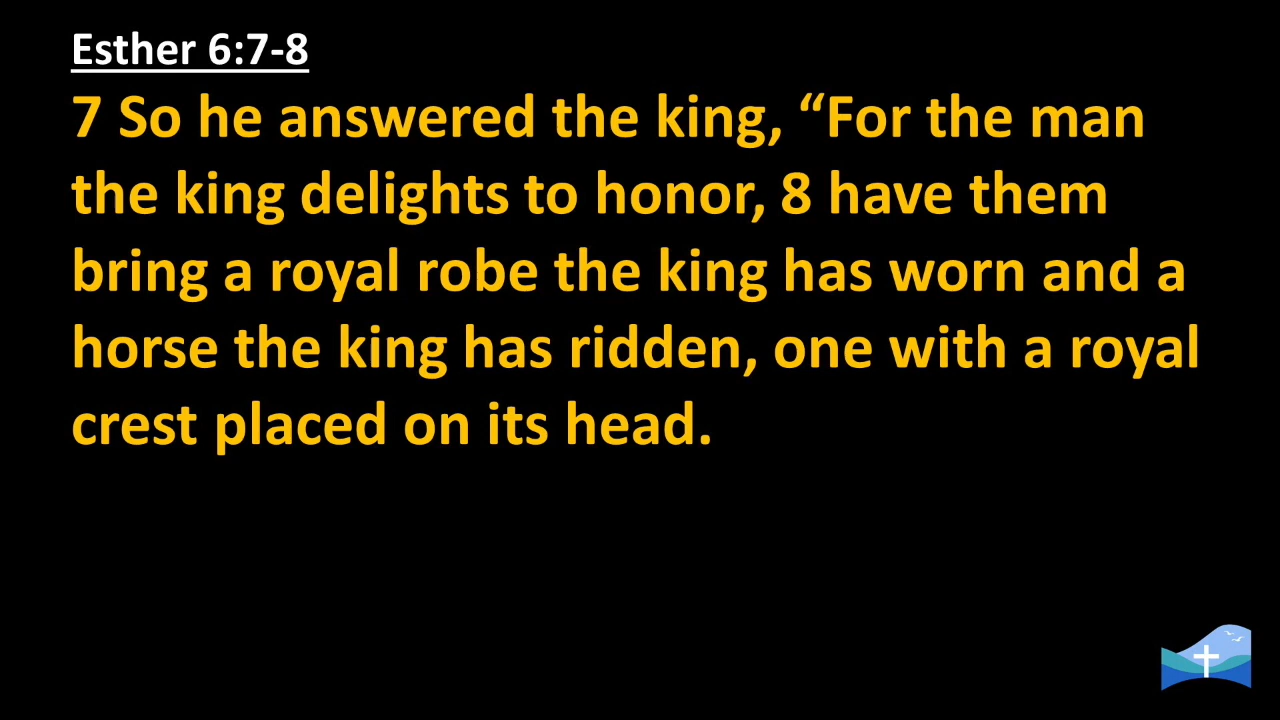 Esther 6:7-8
7 So he answered the king, “For the man
the king delights to honor, 8 have them
bring a royal robe the king has worn and a
horse the king has ridden, one with a royal
crest placed on its head.